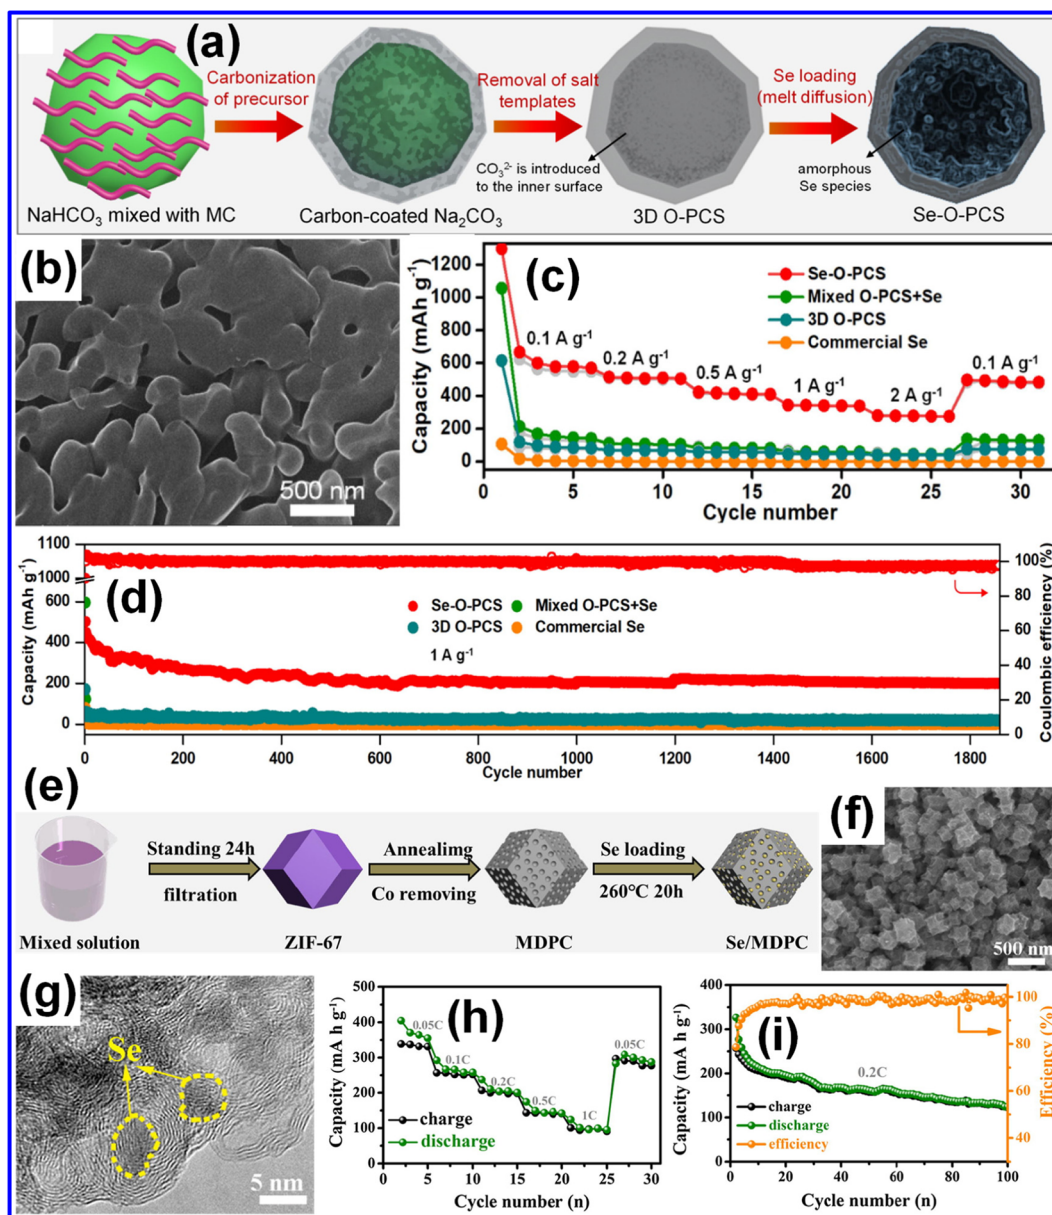 (a)
Carbonization
of precursor
Removal of salt
templates
Se loading
(melt diffusion)
CO₃²⁻ is introduced
to the inner surface
amorphous
Se species
NaHCO₃ mixed with MC
Carbon-coated Na₂CO₃
3D O-PCS
Se-O-PCS
(b)
500 nm
(c)
Capacity (mAh g⁻¹)
1200
1000
800
600
400
200
0
Se-O-PCS
Mixed O-PCS+Se
3D O-PCS
Commercial Se
0.1 A g⁻¹
0.2 A g⁻¹
0.5 A g⁻¹
1 A g⁻¹
2 A g⁻¹
0.1 A g⁻¹
0 5 10 15 20 25 30
Cycle number
(d)
Capacity (mAh g⁻¹)
1100
1000
600
400
200
0
Se-O-PCS
Mixed O-PCS+Se
3D O-PCS
Commercial Se
1 A g⁻¹
100
80
60
40
20
0
Coulombic efficiency (%)
0 200 400 600 800 1000 1200 1400 1600 1800
Cycle number
(e)
Standing 24h
filtration
Annealimg
Co removing
Se loading
260℃ 20h
Mixed solution
ZIF-67
MDPC
Se/MDPC
(f)
500 nm
(g)
Se
5 nm
(h)
Capacity (mA h g⁻¹)
500
400
300
200
100
0
0.05C
0.1C
0.2C
0.5C
1C
0.05C
charge
discharge
0 5 10 15 20 25 30
Cycle number (n)
(i)
Capacity (mA h g⁻¹)
400
300
200
100
0
0.2C
charge
discharge
efficiency
100
80
60
40
Efficiency (%)
0 20 40 60 80 100
Cycle number (n)